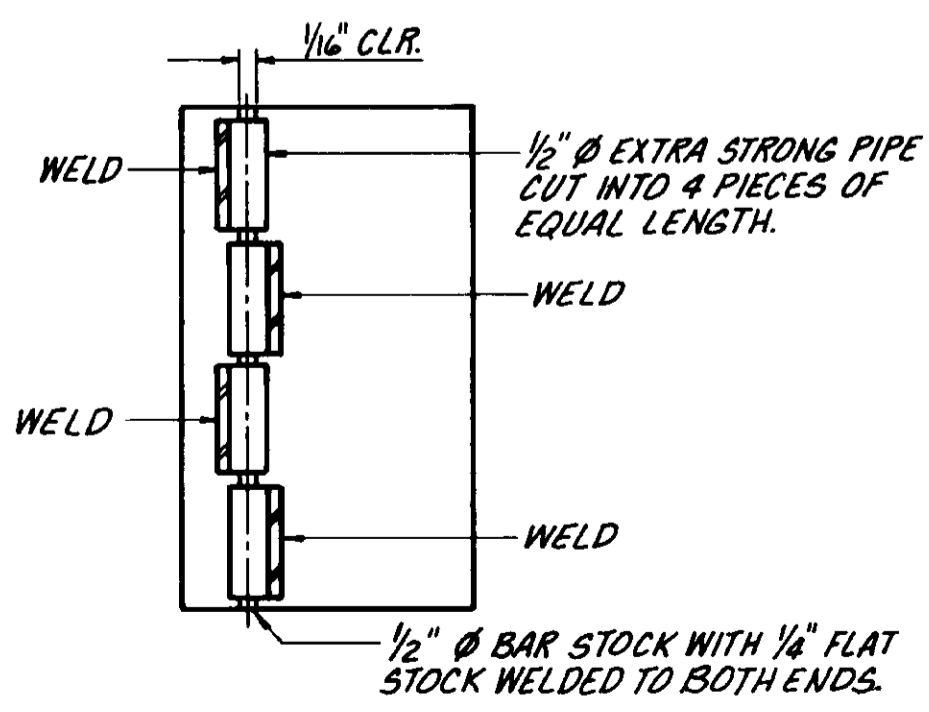 1/16" CLR.
1/2" Ø EXTRA STRONG PIPE
CUT INTO 4 PIECES OF
EQUAL LENGTH.
WELD
WELD
WELD
WELD
1/2" Ø BAR STOCK WITH 1/4" FLAT
STOCK WELDED TO BOTH ENDS.